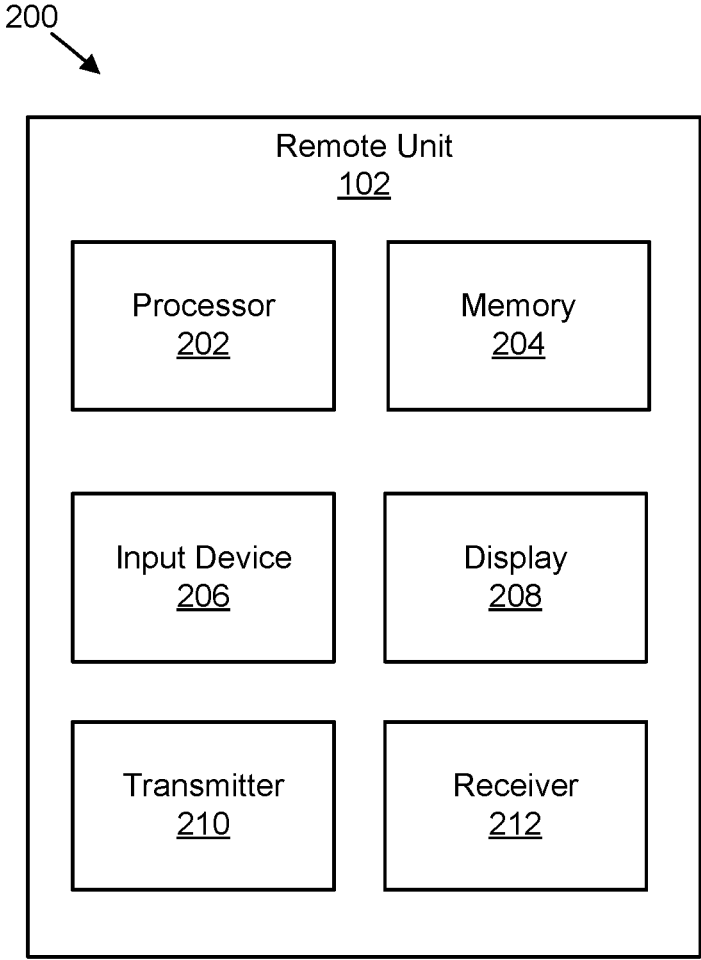 200
Remote Unit
102
Processor
202
Memory
204
Input Device
206
Display
208
Transmitter
210
Receiver
212